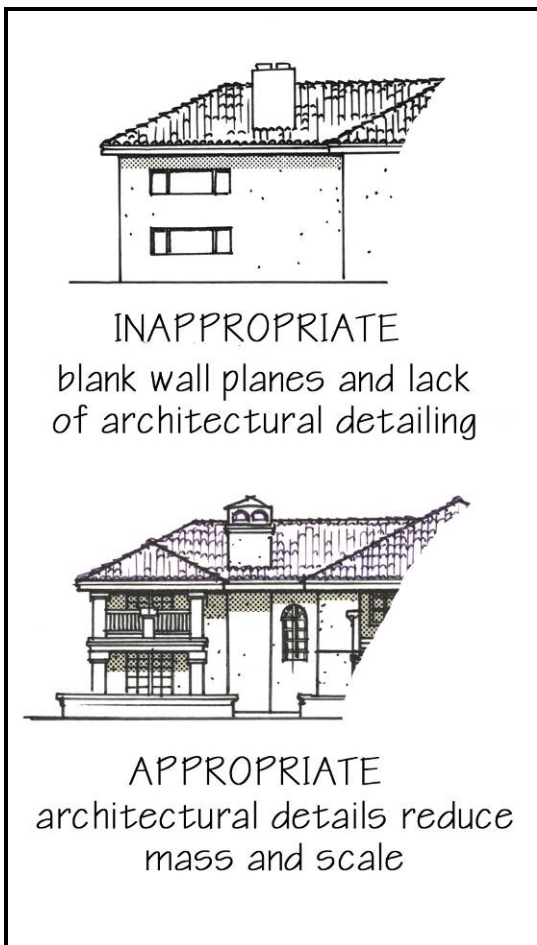 INAPPROPRIATE
blank wall planes and lack
of architectural detailing
APPROPRIATE
architectural details reduce
mass and scale